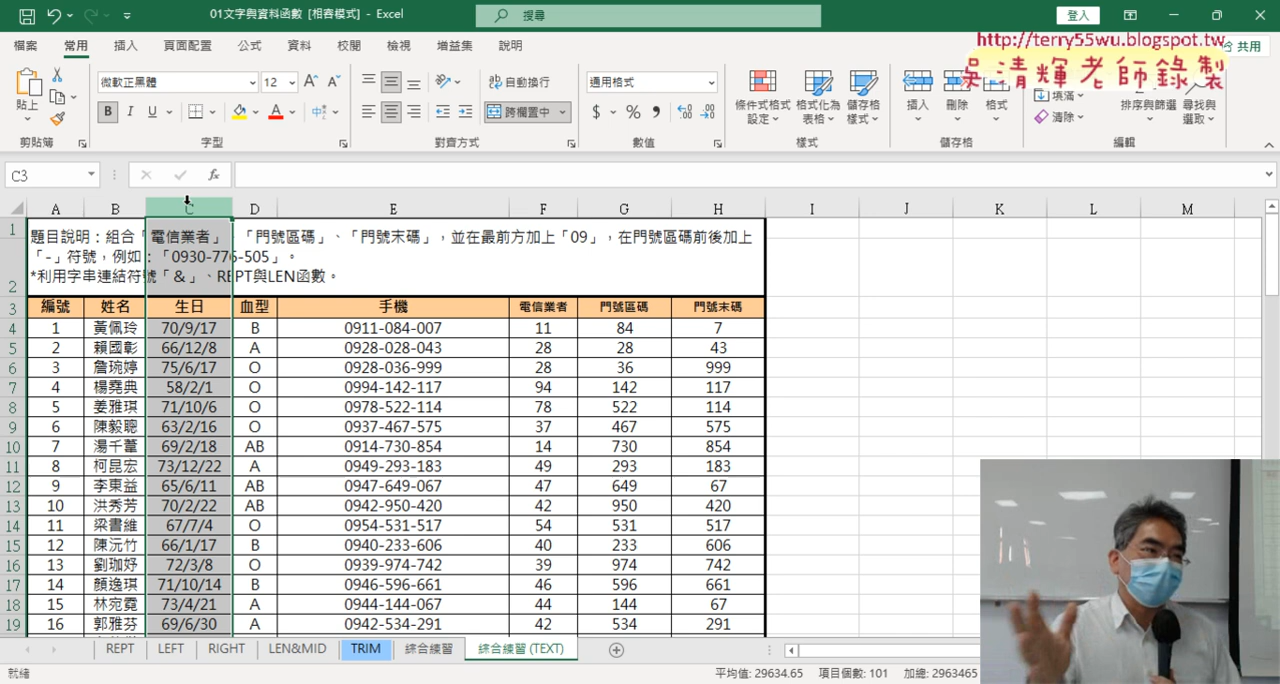 01文字與資料函數 [相容模式] - Excel
搜尋
登入
http://terry55wu.blogspot.tw
吳清輝老師錄製
檔案 常用 插入 頁面配置 公式 資料 校閱 檢視 增益集 說明 共用
貼上 微軟正黑體 12 自動換行 通用格式 條件式格式設定 格式化為表格 儲存格樣式 插入 刪除 格式 填滿 排序與篩選 尋找與選取
B I U 跨欄置中 $ % 清除
剪貼簿 字型 對齊方式 數值 樣式 儲存格 編輯
C3 fx
A B C D E F G H I J K L M
1 題目說明：組合「電信業者」、「門號區碼」、「門號末碼」，並在最前方加上「09」，在門號區碼前後加上
「-」符號，例如：「0930-776-505」。
2 *利用字串連結符號「&」、REPT與LEN函數。
3 編號 姓名 生日 血型 手機 電信業者 門號區碼 門號末碼
4 1 黃佩玲 70/9/17 B 0911-084-007 11 84 7
5 2 賴國彰 66/12/8 A 0928-028-043 28 28 43
6 3 詹琬婷 75/6/17 O 0928-036-999 28 36 999
7 4 楊堯典 58/2/1 O 0994-142-117 94 142 117
8 5 姜雅琪 71/10/6 O 0978-522-114 78 522 114
9 6 陳毅聰 63/2/16 O 0937-467-575 37 467 575
10 7 湯千葦 69/2/18 AB 0914-730-854 14 730 854
11 8 柯昆宏 73/12/22 A 0949-293-183 49 293 183
12 9 李東益 65/6/11 AB 0947-649-067 47 649 67
13 10 洪秀芳 70/2/22 AB 0942-950-420 42 950 420
14 11 梁書維 67/7/4 O 0954-531-517 54 531 517
15 12 陳沅竹 66/1/17 B 0940-233-606 40 233 606
16 13 劉珈妤 72/3/8 O 0939-974-742 39 974 742
17 14 顏逸琪 71/10/14 B 0946-596-661 46 596 661
18 15 林宛霓 73/4/21 A 0944-144-067 44 144 67
19 16 郭雅芬 69/6/30 A 0942-534-291 42 534 291
REPT LEFT RIGHT LEN&MID TRIM 綜合練習 綜合練習 (TEXT)
就緒 平均值: 29634.65 項目個數: 101 加總: 2963465